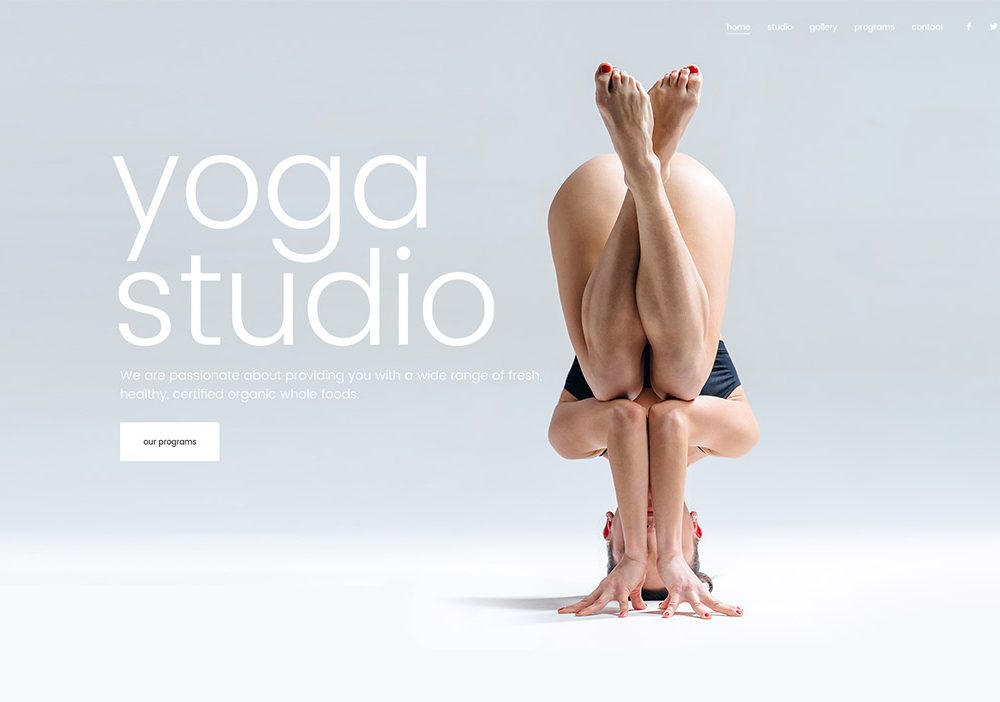 home studio gallery programs contact
yoga
studio
We are passionate about providing you with a wide range of fresh,
healthy, certified organic whole foods.
our programs